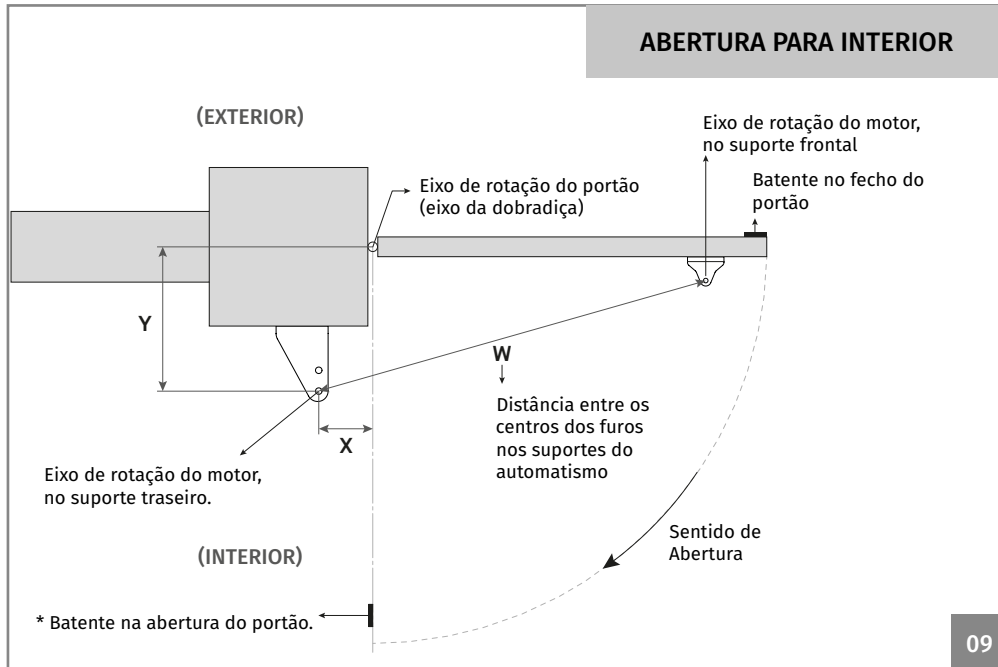 ABERTURA PARA INTERIOR
(EXTERIOR)
Eixo de rotação do motor,
no suporte frontal
Eixo de rotação do portão
(eixo da dobradiça)
Batente no fecho do
portão
Y
W
Distância entre os
centros dos furos
nos suportes do
automatismo
X
Eixo de rotação do motor,
no suporte traseiro.
Sentido de
Abertura
(INTERIOR)
* Batente na abertura do portão.
09